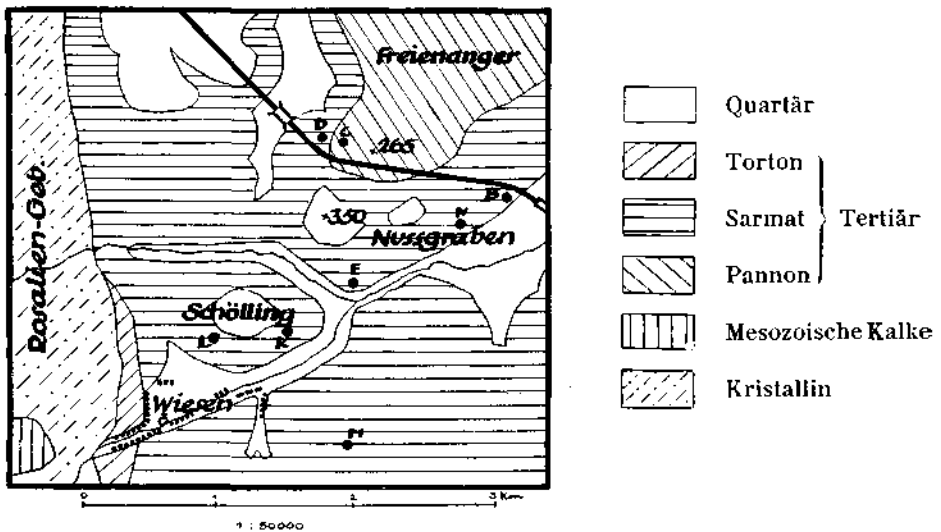 Freienanger
D
C
.265
Rosalien-Geb.
B
×350
N
Nussgraben
E
Schölling
L
K
Wiesen
M
0 1 2 3 Km
1 : 50000
Quartär
Torton
Sarmat
Tertiär
Pannon
Mesozoische Kalke
Kristallin